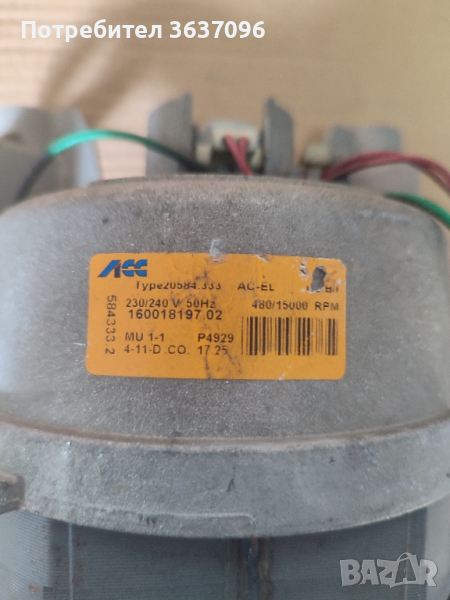 Потребител 3637096
ACC
Type20584.333 AC-EL
230/240 V 50Hz 480/15000 RPM
160018197.02
MU 1-1 P4929
4-11-D .CO. 17 25
584333.2
BAZAR